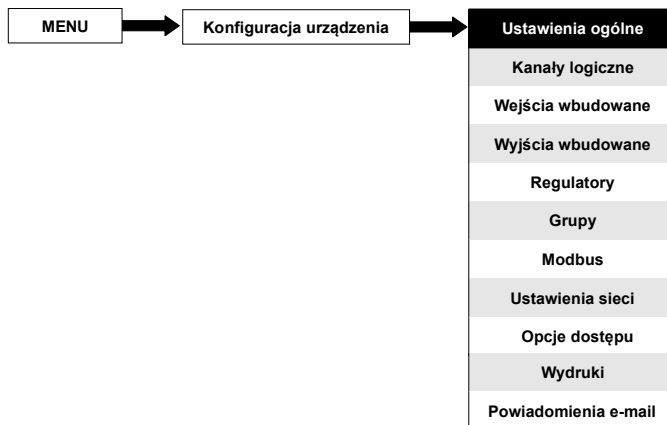 MENU
Konfiguracja urządzenia
Ustawienia ogólne
Kanały logiczne
Wejścia wbudowane
Wyjścia wbudowane
Regulatory
Grupy
Modbus
Ustawienia sieci
Opcje dostępu
Wydruki
Powiadomienia e-mail